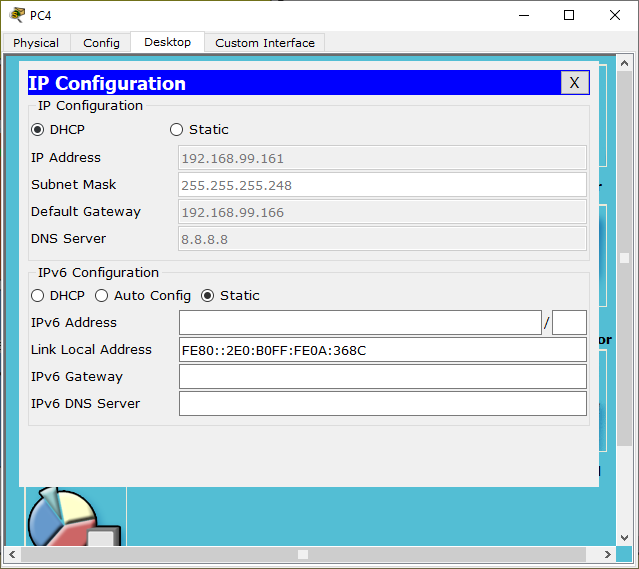 PC4
Physical Config Desktop Custom Interface
IP Configuration X
IP Configuration
DHCP Static
IP Address 192.168.99.161
Subnet Mask 255.255.255.248
Default Gateway 192.168.99.166
DNS Server 8.8.8.8
IPv6 Configuration
DHCP Auto Config Static
IPv6 Address /
Link Local Address FE80::2E0:B0FF:FE0A:368C
IPv6 Gateway
IPv6 DNS Server